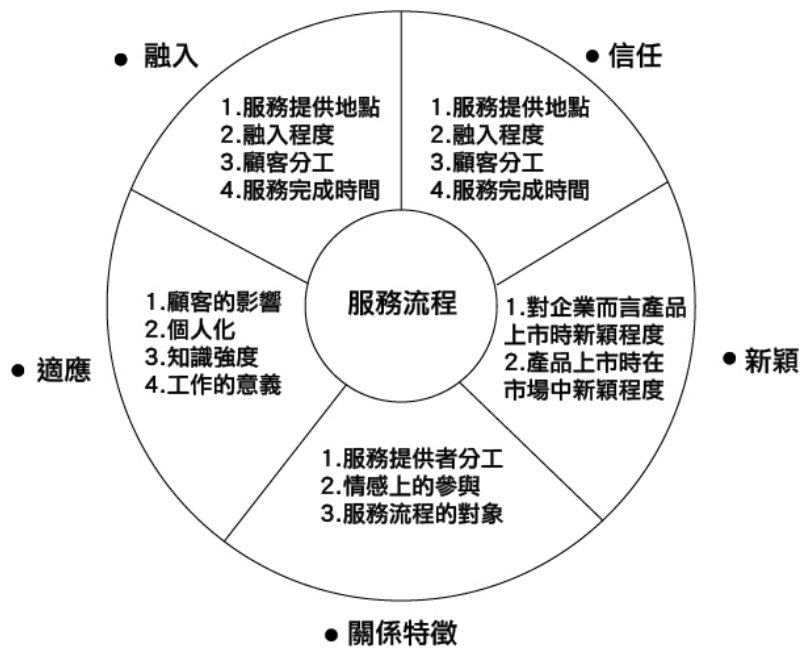 ● 融入
1.服務提供地點
2.融入程度
3.顧客分工
4.服務完成時間
● 信任
1.服務提供地點
2.融入程度
3.顧客分工
4.服務完成時間
● 適應
1.顧客的影響
2.個人化
3.知識強度
4.工作的意義
服務流程
1.對企業而言產品
上市時新穎程度
2.產品上市時在
市場中新穎程度
● 新穎
1.服務提供者分工
2.情感上的參與
3.服務流程的對象
● 關係特徵